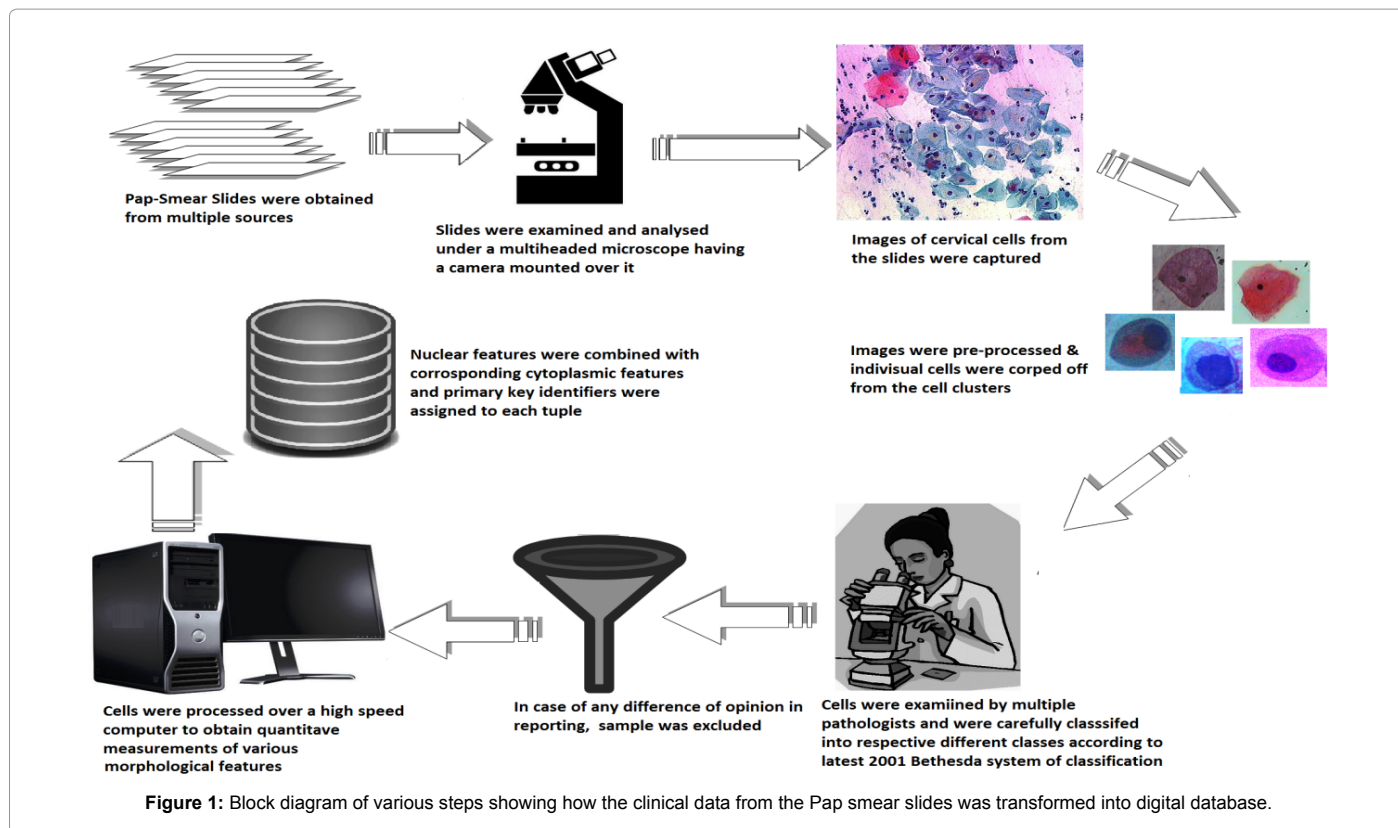 Pap-Smear Slides were obtained
from multiple sources
Slides were examined and analysed
under a multiheaded microscope having
a camera mounted over it
Images of cervical cells from
the slides were captured
Images were pre-processed &
indivisual cells were corped off
from the cell clusters
Cells were examiined by multiple
pathologists and were carefully classsifed
into respective different classes according to
latest 2001 Bethesda system of classification
In case of any difference of opinion in
reporting, sample was excluded
Cells were processed over a high speed
computer to obtain quantitave
measurements of various
morphological features
Nuclear features were combined with
corrosponding cytoplasmic features
and primary key identifiers were
assigned to each tuple
Figure 1: Block diagram of various steps showing how the clinical data from the Pap smear slides was transformed into digital database.